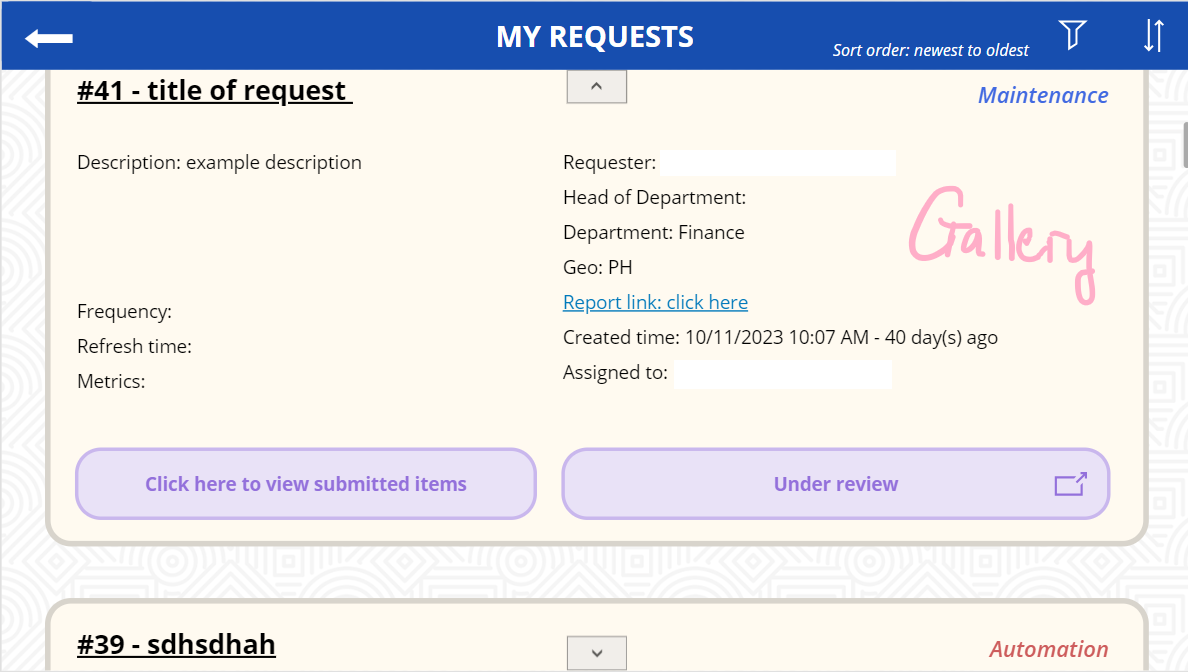 MY REQUESTS
Sort order: newest to oldest
#41 - title of request
Maintenance
Description: example description
Requester:
Head of Department:
Department: Finance
Gallery
Geo: PH
Report link: click here
Frequency:
Created time: 10/11/2023 10:07 AM - 40 day(s) ago
Refresh time:
Assigned to:
Metrics:
Click here to view submitted items
Under review
#39 - sdhsdhah
Automation